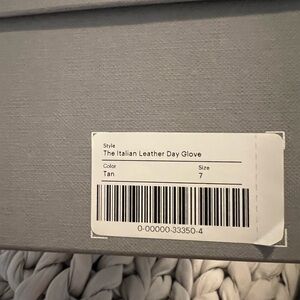 Style
The Italian Leather Day Glove
Color Size
Tan 7
0-00000-33350-4